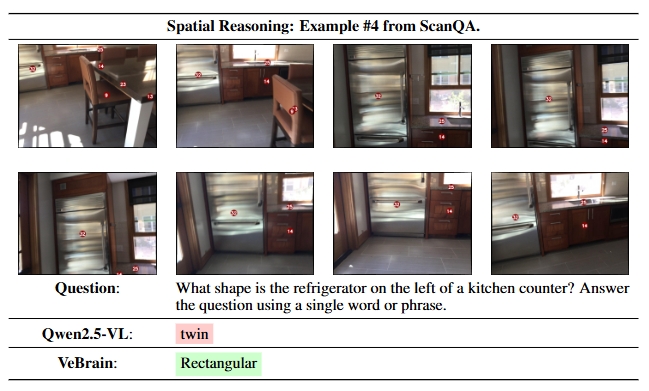 Spatial Reasoning: Example #4 from ScanQA.
Question: What shape is the refrigerator on the left of a kitchen counter? Answer
the question using a single word or phrase.
Qwen2.5-VL: twin
VeBrain: Rectangular